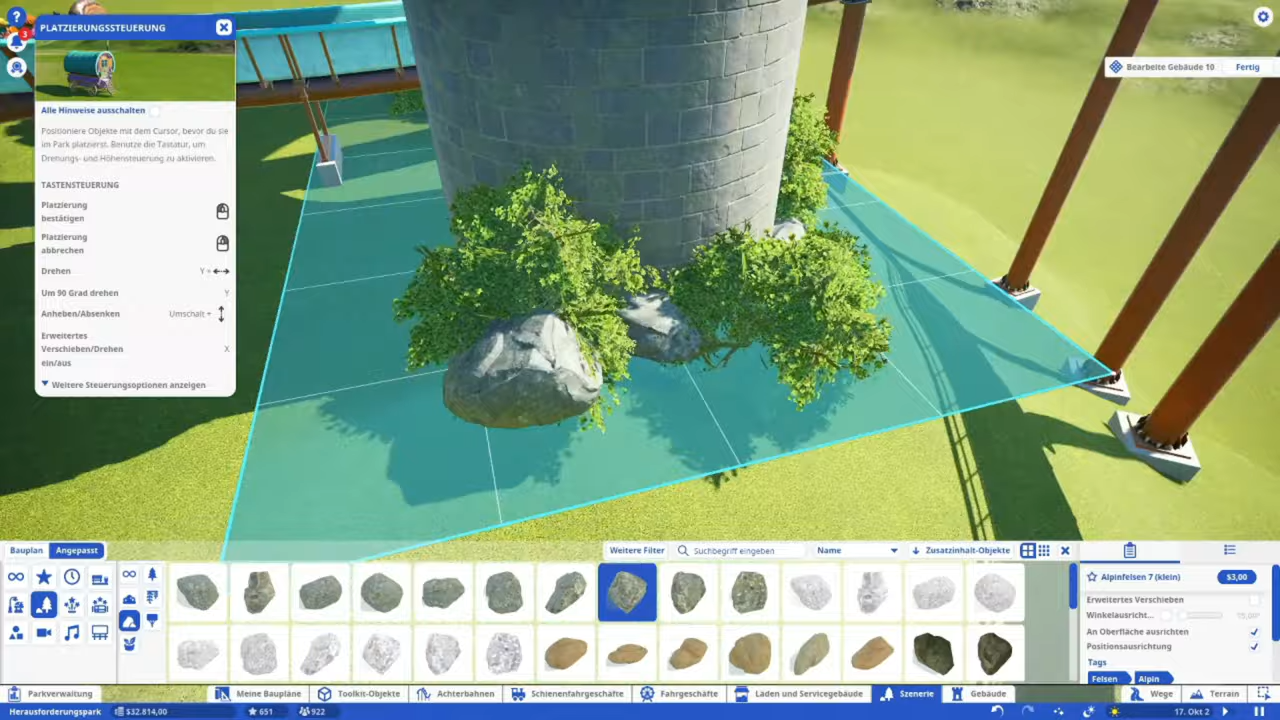 ?
3
PLATZIERUNGSSTEUERUNG
Alle Hinweise ausschalten
Positioniere Objekte mit dem Cursor, bevor du sie
im Park platzierst. Benutze die Tastatur, um
Drehungs- und Höhensteuerung zu aktivieren.
TASTENSTEUERUNG
Platzierung
bestätigen
Platzierung
abbrechen
Drehen Y +
Um 90 Grad drehen Y
Anheben/Absenken Umschalt +
Erweitertes
Verschieben/Drehen X
ein/aus
Weitere Steuerungsoptionen anzeigen
Bearbeite Gebäude 10 Fertig
Bauplan Angepasst
Weitere Filter Suchbegriff eingeben Name Zusatzinhalt-Objekte
Alpinfelsen 7 (klein) $3,00
Erweitertes Verschieben
Winkelausricht... 15,00°
An Oberfläche ausrichten
Positionsausrichtung
Tags
Felsen Alpin
Parkverwaltung Meine Baupläne Toolkit-Objekte Achterbahnen Schienenfahrgeschäfte Fahrgeschäfte Läden und Servicegebäude Szenerie Gebäude Wege Terrain
Herausforderungspark $32.814,00 651 922 17. Okt 2